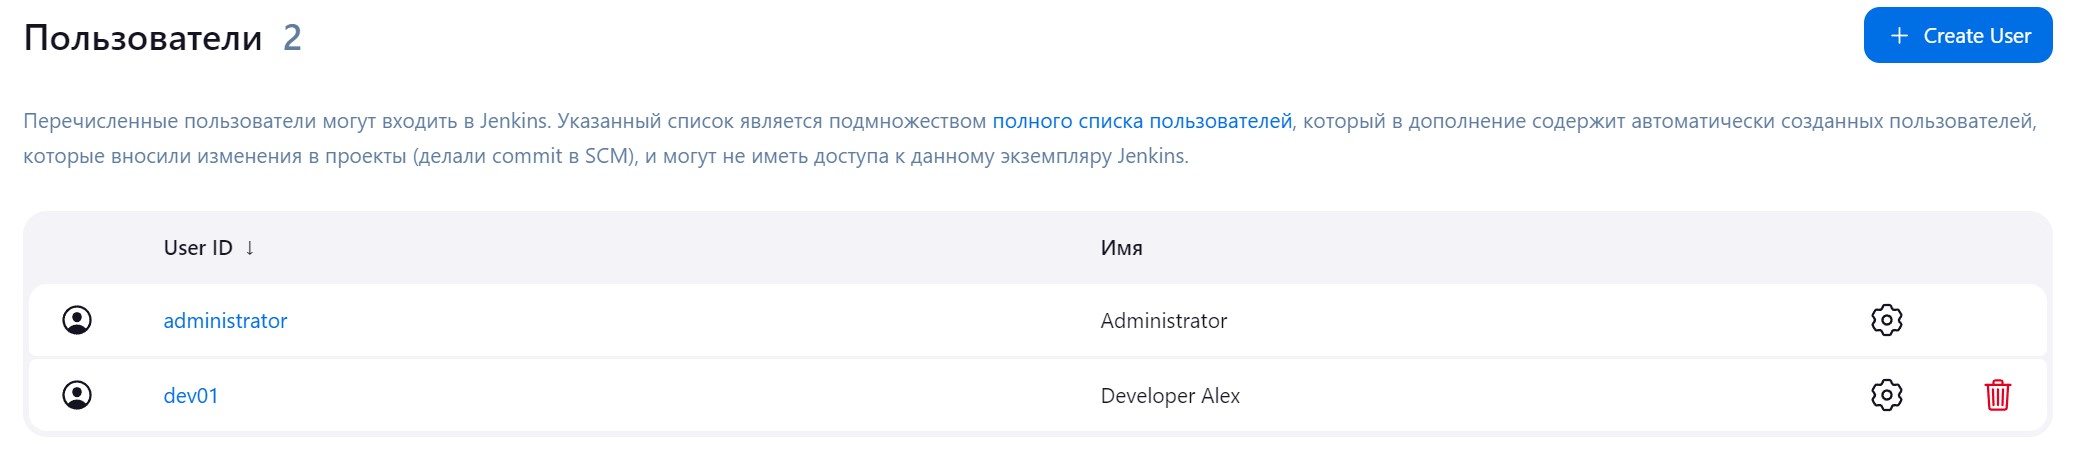 Пользователи 2
+ Create User
Перечисленные пользователи могут входить в Jenkins. Указанный список является подмножеством полного списка пользователей, который в дополнение содержит автоматически созданных пользователей,
которые вносили изменения в проекты (делали commit в SCM), и могут не иметь доступа к данному экземпляру Jenkins.
User ID ↓ Имя
administrator Administrator
dev01 Developer Alex